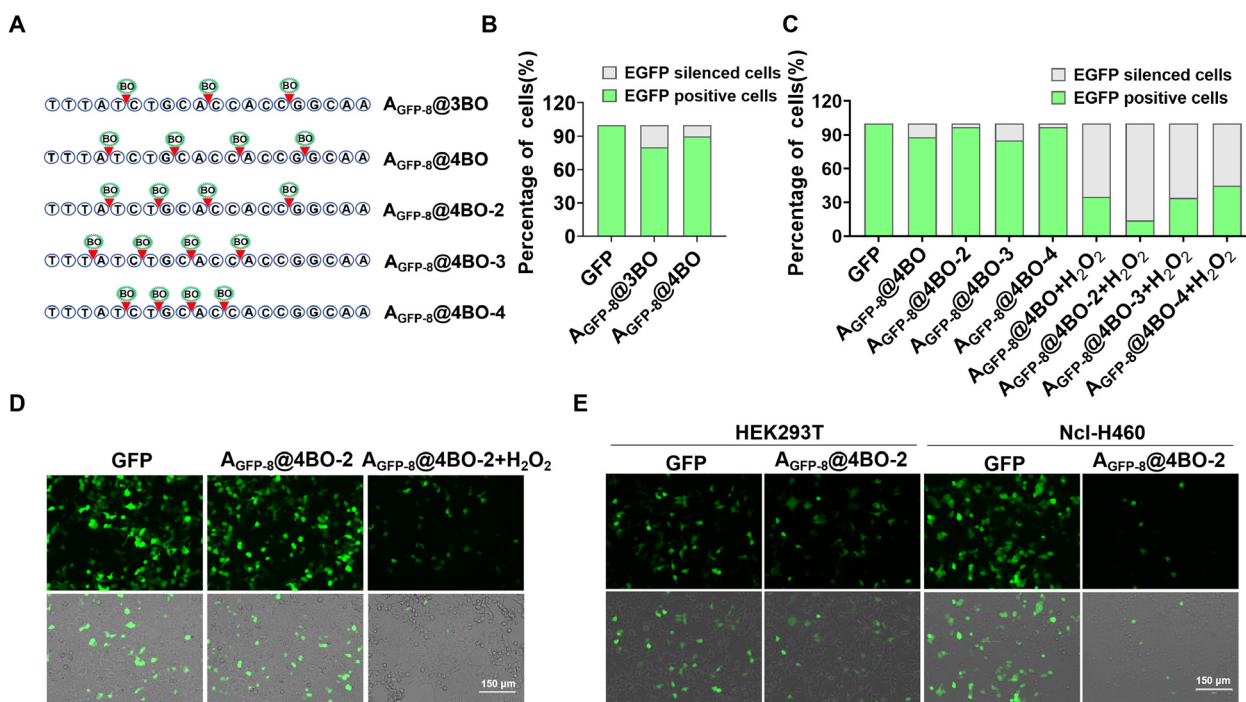 A
BO BO BO
T T T A T C T G C A C C A C C G G C A A AGFP-8@3BO
BO BO BO BO
T T T A T C T G C A C C A C C G G C A A AGFP-8@4BO
BO BO BO BO
T T T A T C T G C A C C A C C G G C A A AGFP-8@4BO-2
BO BO BO BO
T T T A T C T G C A C C A C C G G C A A AGFP-8@4BO-3
BO BO BO BO
T T T A T C T G C A C C A C C G G C A A AGFP-8@4BO-4
B
Percentage of cells(%)
EGFP silenced cells
EGFP positive cells
120
90
60
30
0
GFP
AGFP-8@3BO
AGFP-8@4BO
C
Percentage of cells(%)
EGFP silenced cells
EGFP positive cells
120
90
60
30
0
GFP
AGFP-8@4BO
AGFP-8@4BO-2
AGFP-8@4BO-3
AGFP-8@4BO-4
AGFP-8@4BO+H2O2
AGFP-8@4BO-2+H2O2
AGFP-8@4BO-3+H2O2
AGFP-8@4BO-4+H2O2
D
GFP AGFP-8@4BO-2 AGFP-8@4BO-2+H2O2
150 μm
E
HEK293T NcI-H460
GFP AGFP-8@4BO-2 GFP AGFP-8@4BO-2
150 μm